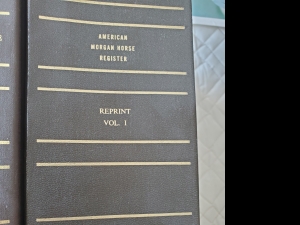 AMERICAN
MORGAN HORSE
REGISTER
REPRINT
VOL. I